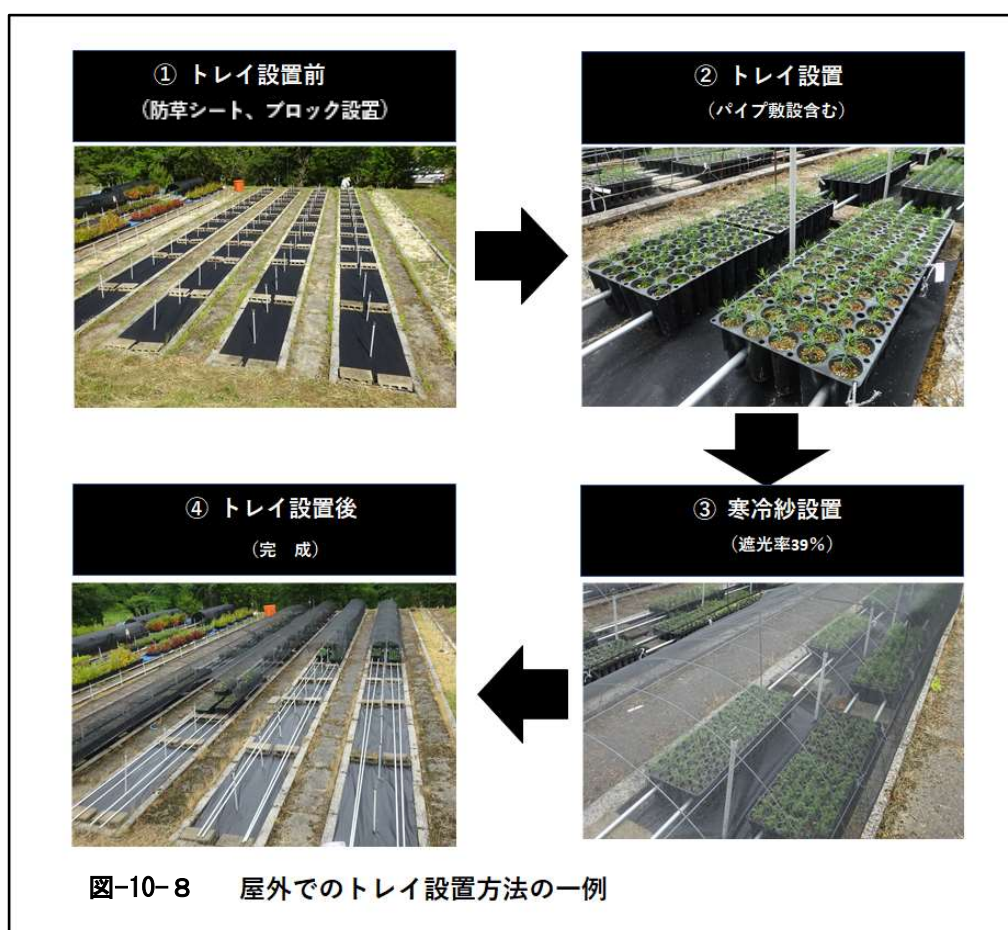 ① トレイ設置前
（防草シート、ブロック設置）
② トレイ設置
（パイプ敷設含む）
③ 寒冷紗設置
（遮光率39%）
④ トレイ設置後
（完　成）
図-10-８　屋外でのトレイ設置方法の一例